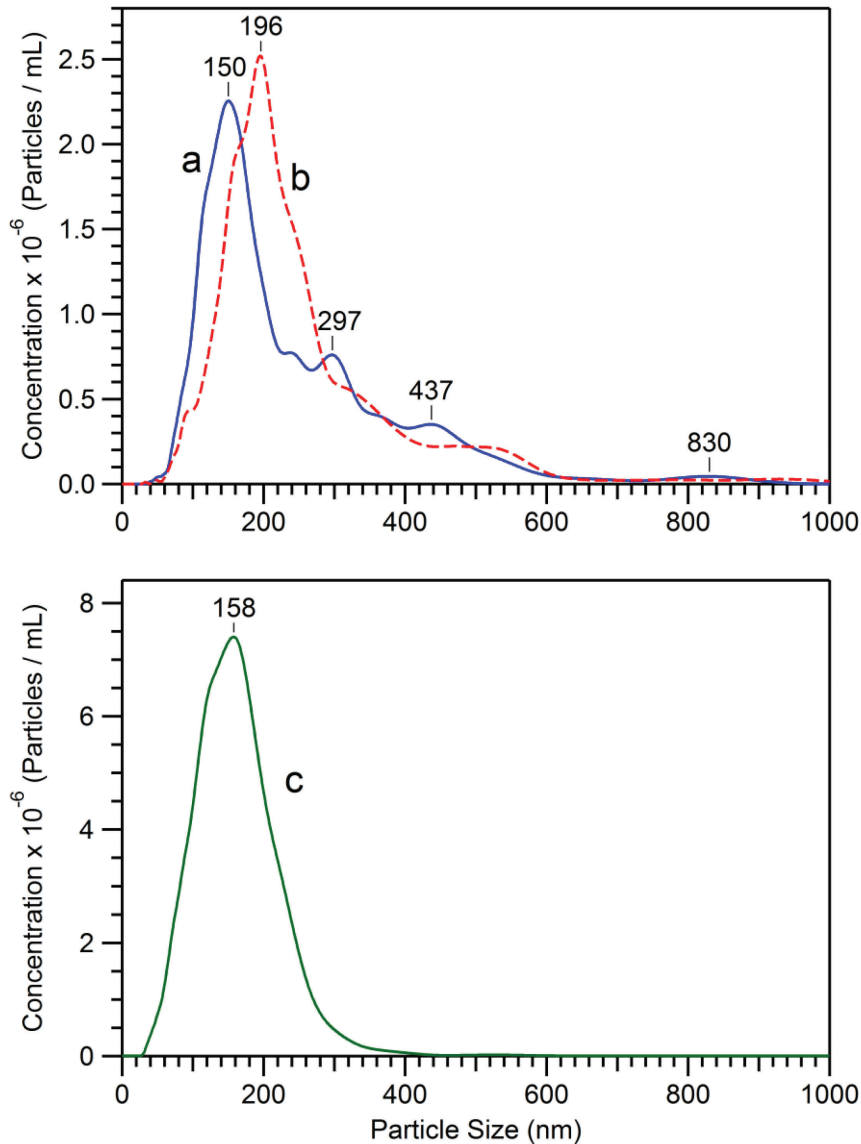 196
150
2.5
a
b
2.0
1.5
1.0
297
0.5
437
830
0.0
0 200 400 600 800 1000
Concentration x 10⁻⁶ (Particles / mL)
158
8
6
c
4
2
0
0 200 400 600 800 1000
Concentration x 10⁻⁶ (Particles / mL)
Particle Size (nm)